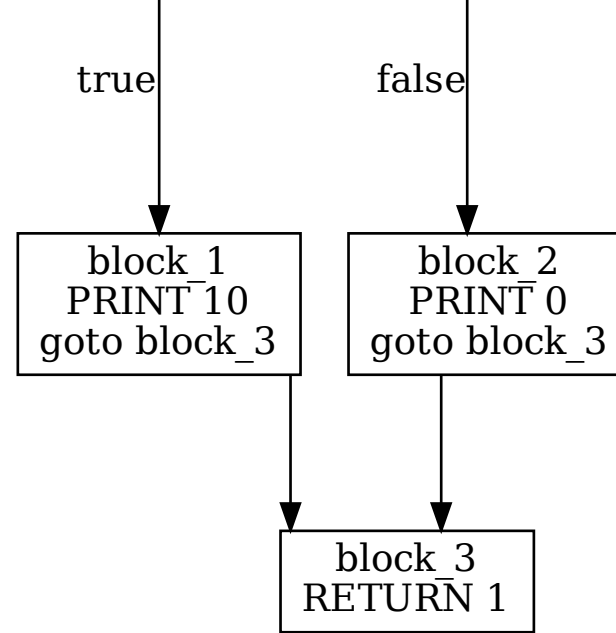 true
false
block_1
PRINT 10
goto block_3
block_2
PRINT 0
goto block_3
block_3
RETURN 1